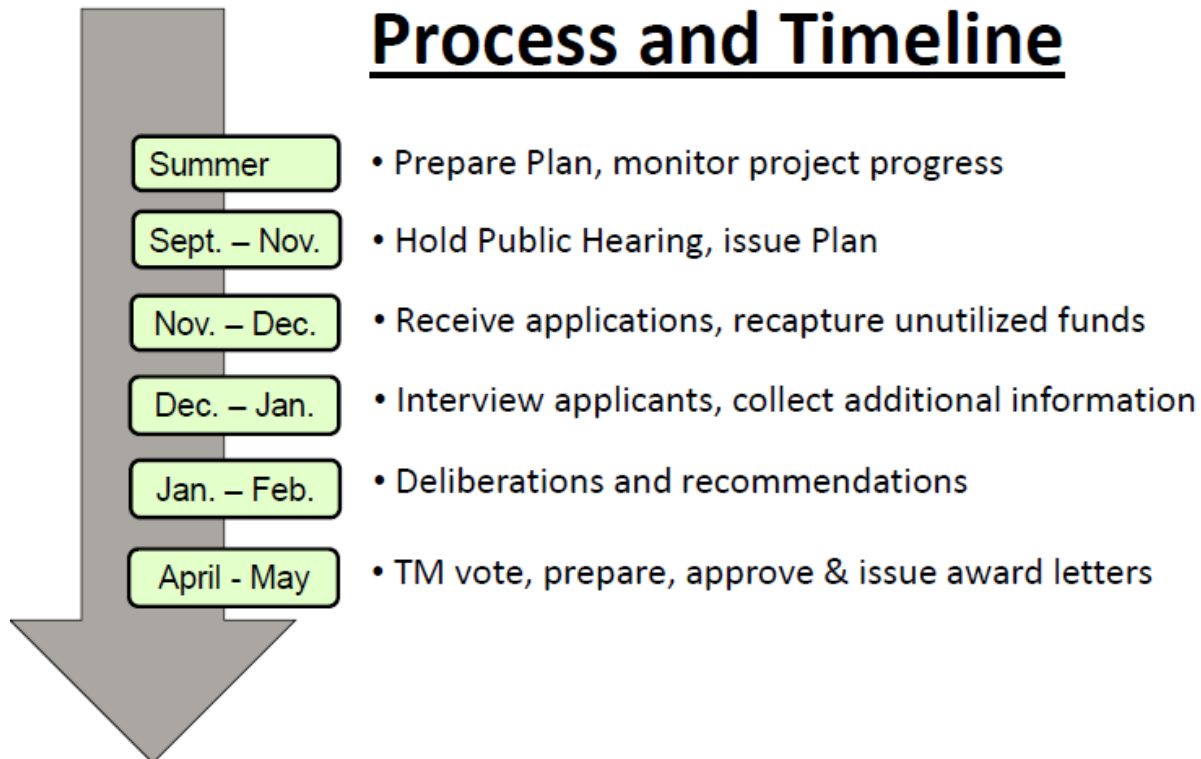 Process and Timeline
Summer
• Prepare Plan, monitor project progress
Sept. – Nov.
• Hold Public Hearing, issue Plan
Nov. – Dec.
• Receive applications, recapture unutilized funds
Dec. – Jan.
• Interview applicants, collect additional information
Jan. – Feb.
• Deliberations and recommendations
April - May
• TM vote, prepare, approve & issue award letters